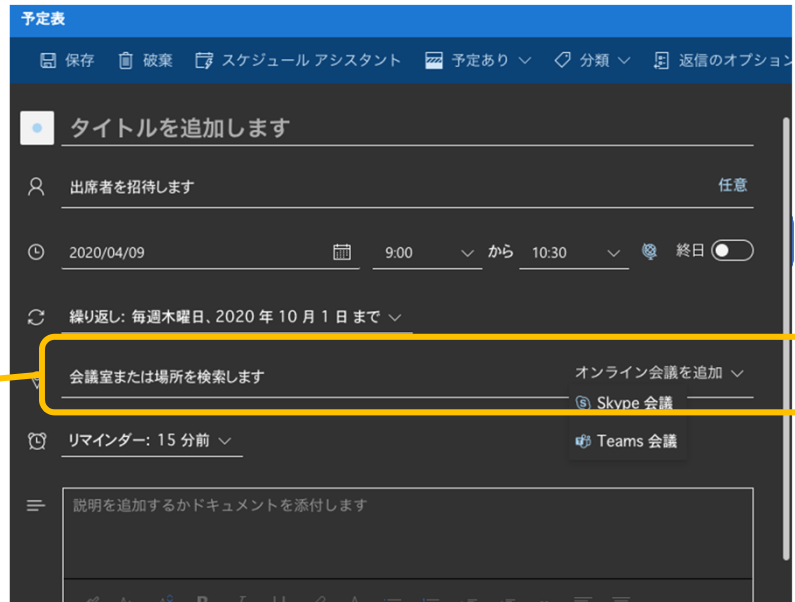 予定表
保存 破棄 スケジュール アシスタント 予定あり 分類 返信のオプション
タイトルを追加します
出席者を招待します 任意
2020/04/09 9:00 から 10:30 終日
繰り返し: 毎週木曜日、2020 年 10 月 1 日 まで
会議室または場所を検索します オンライン会議を追加
Skype 会議
リマインダー: 15 分前 Teams 会議
説明を追加するかドキュメントを添付します